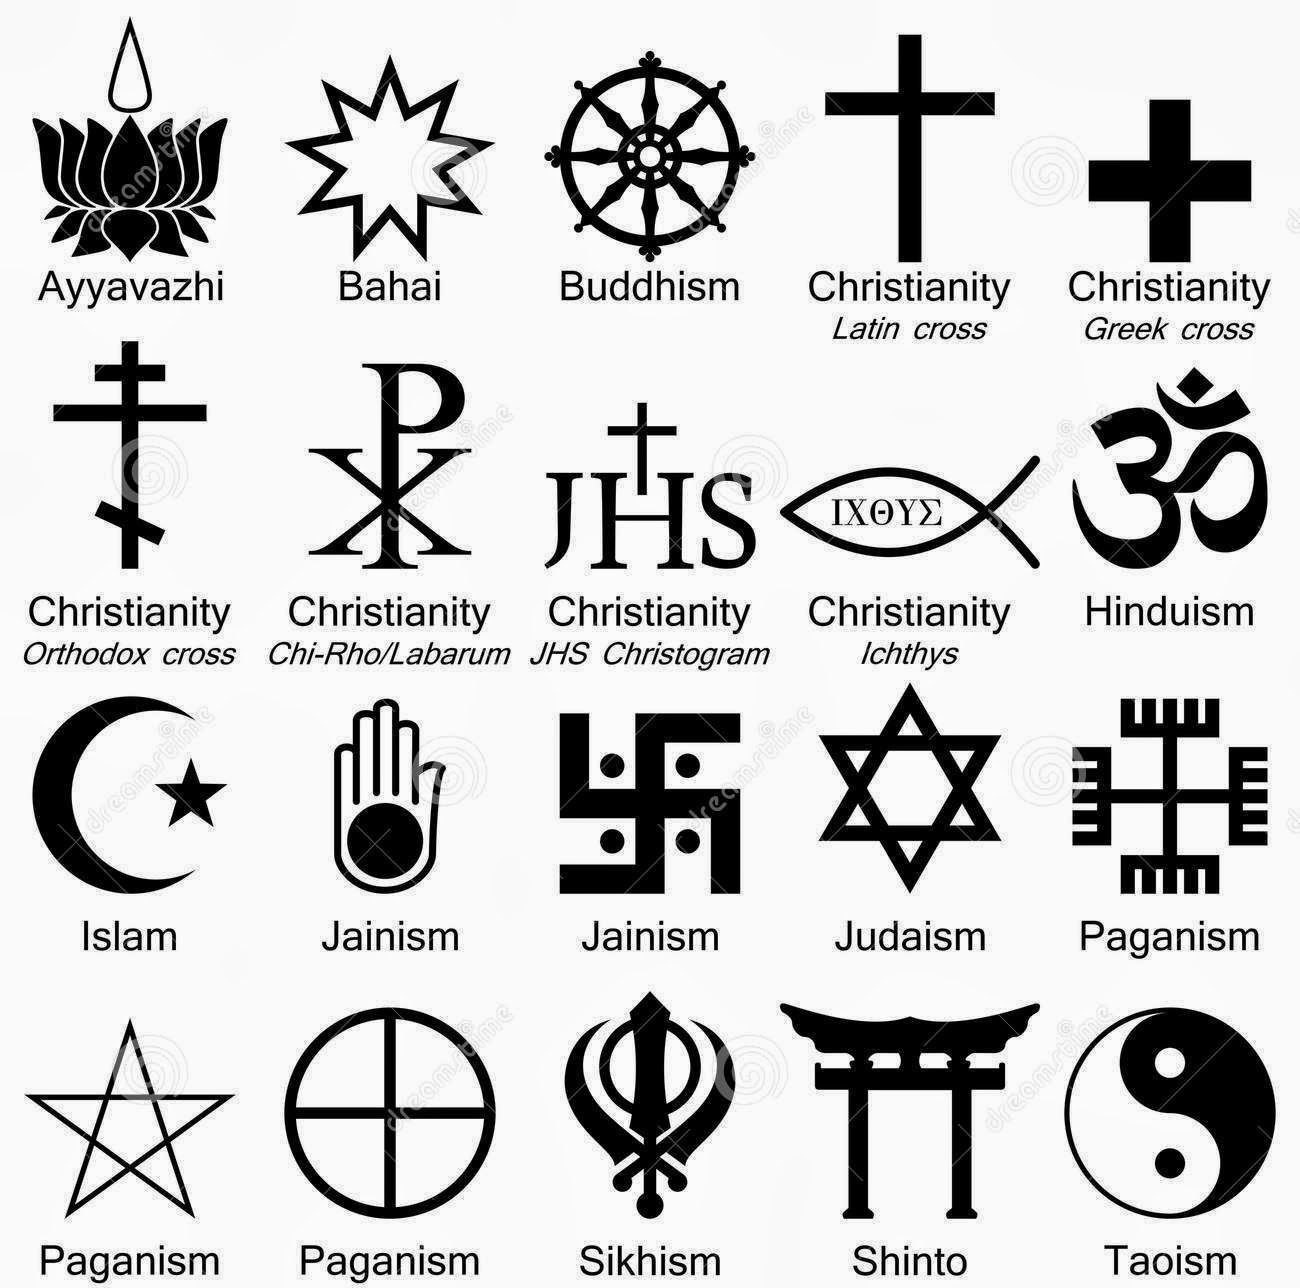 Ayyavazhi
Bahai
Buddhism
Christianity
Latin cross
Christianity
Greek cross
Christianity
Orthodox cross
Christianity
Chi-Rho/Labarum
JHS
Christianity
JHS Christogram
ΙΧΘΥΣ
Christianity
Ichthys
Hinduism
Islam
Jainism
Jainism
Judaism
Paganism
Paganism
Paganism
Sikhism
Shinto
Taoism
dreamstime